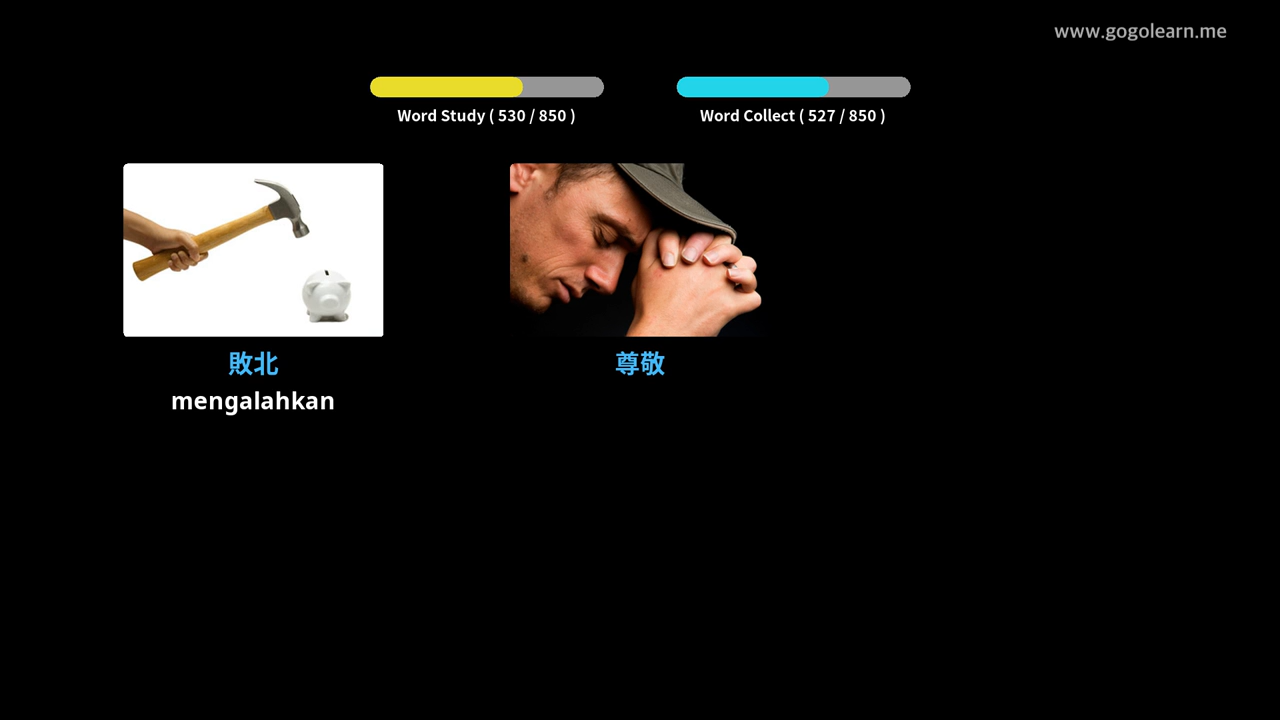 www.gogolearn.me
Word Study ( 530 / 850 )
Word Collect ( 527 / 850 )
敗北
mengalahkan
尊敬